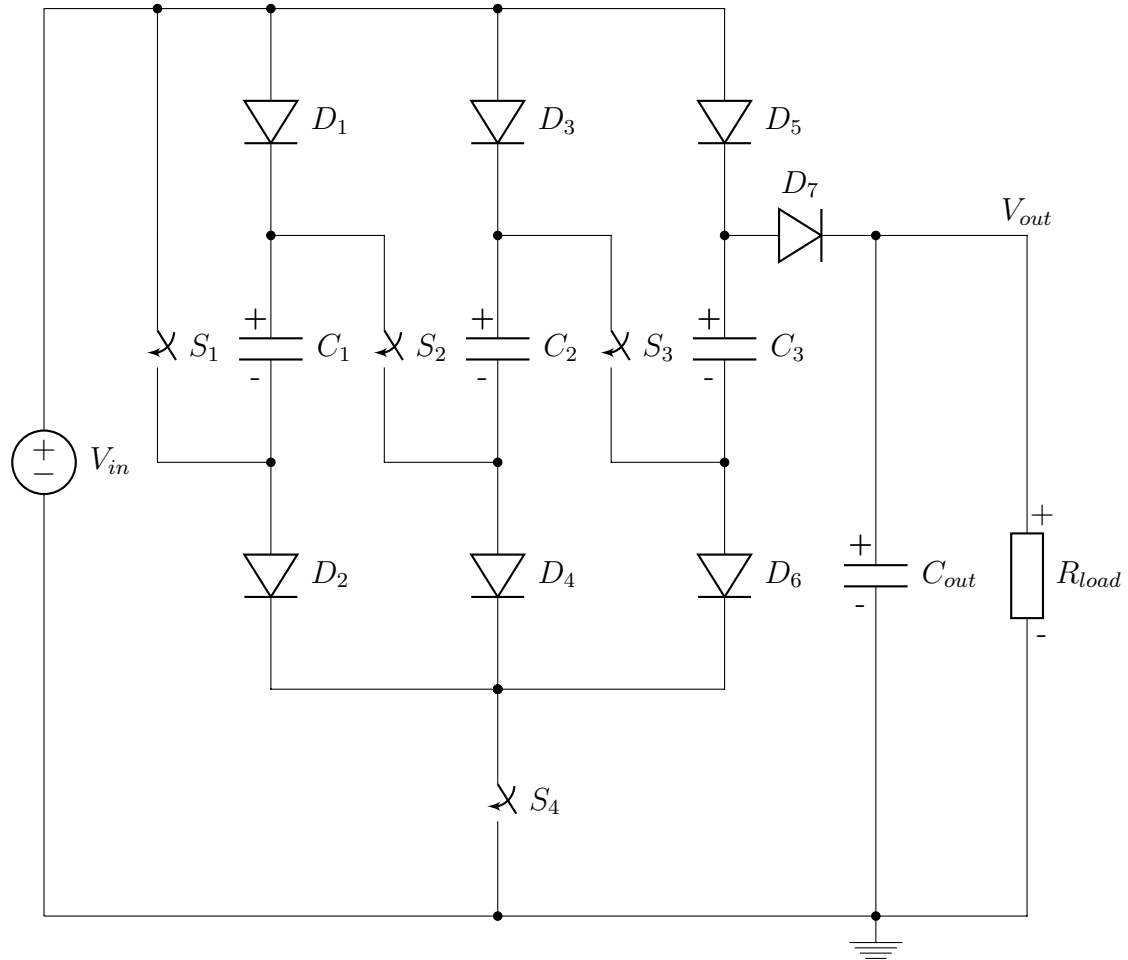 D1
D3
D5
D7
Vout
+
+
+
S1
C1
S2
C2
S3
C3
-
-
-
+
−
Vin
+
+
D2
D4
D6
Cout
Rload
-
-
S4